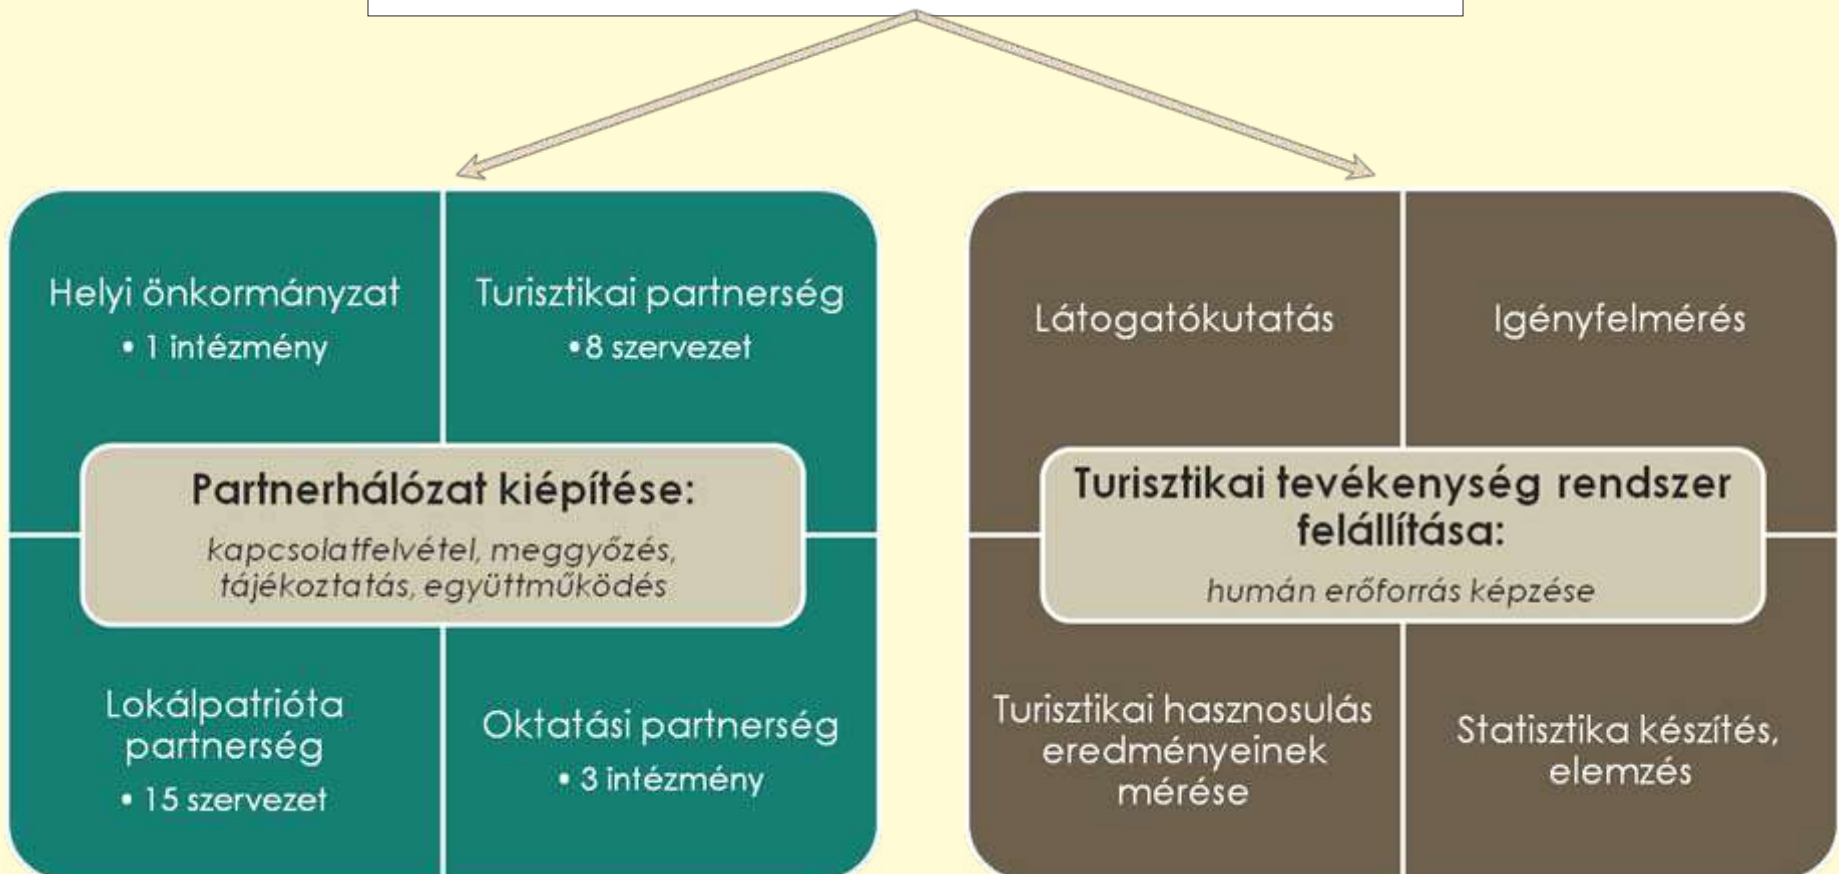 Helyi önkormányzat
• 1 intézmény
Turisztikai partnerség
•8 szervezet
Partnerhálózat kiépítése:
kapcsolatfelvétel, meggyőzés,
tájékoztatás, együttműködés
Lokálpatrióta
partnerség
• 15 szervezet
Oktatási partnerség
• 3 intézmény
Látogatókutatás
Igényfelmérés
Turisztikai tevékenység rendszer
felállítása:
humán erőforrás képzése
Turisztikai hasznosulás
eredményeinek
mérése
Statisztika készítés,
elemzés